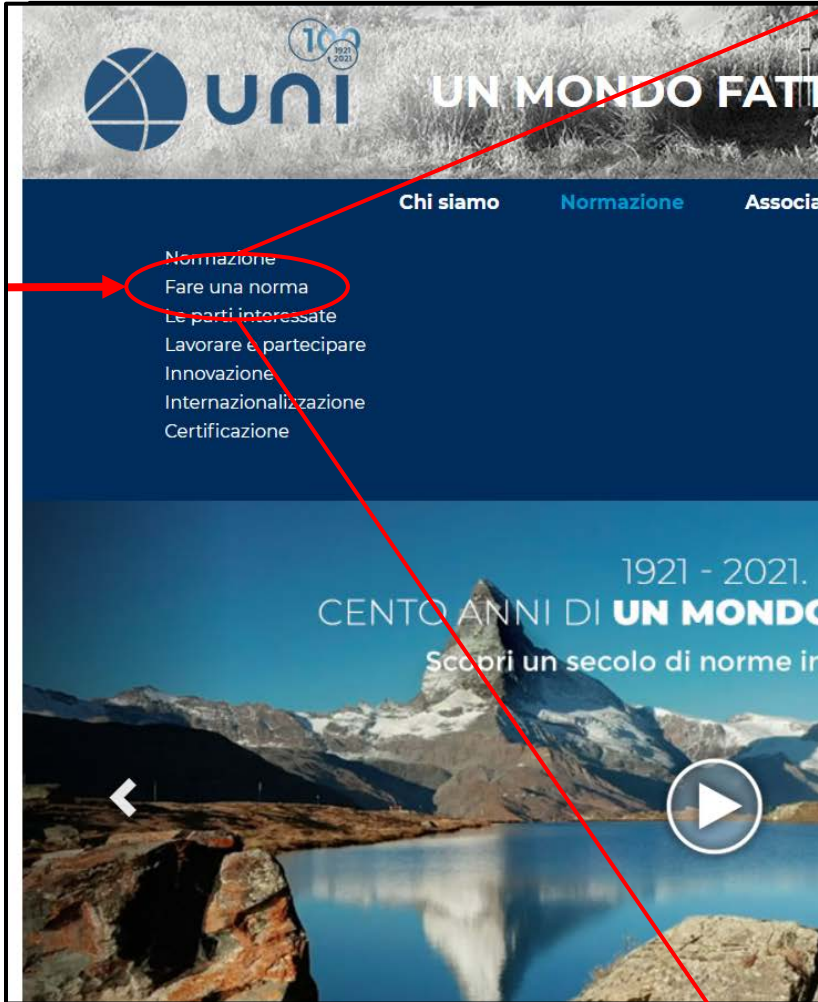 100
1921
2021
UNI
UN MONDO FATT
Chi siamo Normazione Associa
Normazione
Fare una norma
Le parti interessate
Lavorare e partecipare
Innovazione
Internazionalizzazione
Certificazione
1921 - 2021.
CENTO ANNI DI UN MONDO
Scopri un secolo di norme in